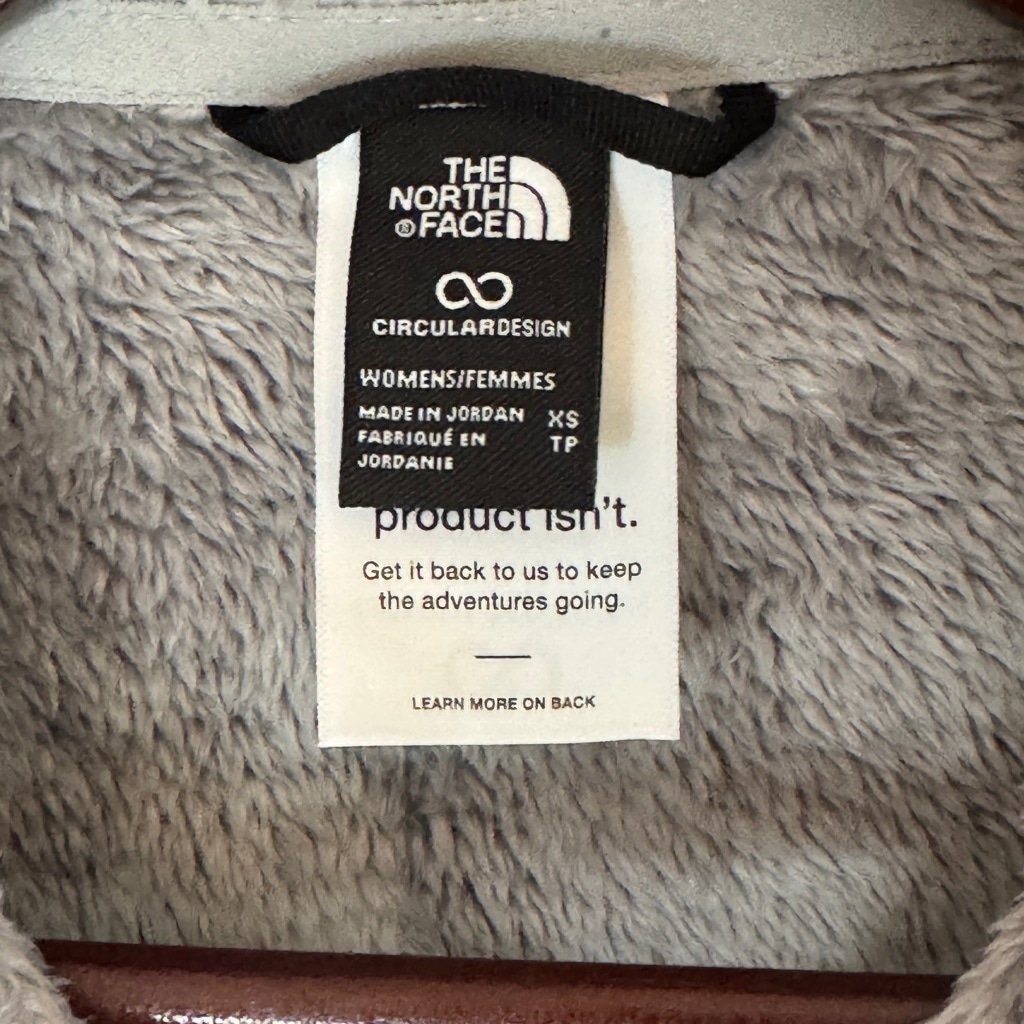 THE
NORTH
®FACE
CIRCULARDESIGN
WOMENS/FEMMES
MADE IN JORDAN XS
FABRIQUÉ EN TP
JORDANIE
product isn't.
Get it back to us to keep
the adventures going.
LEARN MORE ON BACK